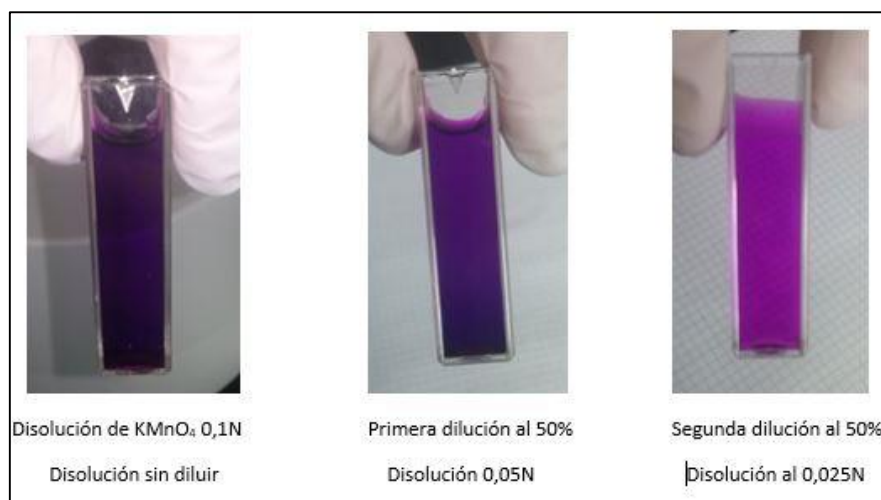 Disolución de KMnO₄ 0,1N
Disolución sin diluir
Primera dilución al 50%
Disolución 0,05N
Segunda dilución al 50%
Disolución al 0,025N